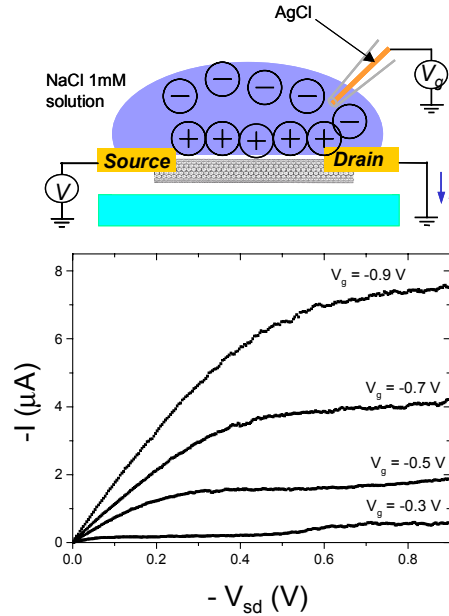 AgCl
NaCl 1mM
solution
Vg
Source
Drain
V
8
6
4
2
0
-I (μA)
Vg = -0.9 V
Vg = -0.7 V
Vg = -0.5 V
Vg = -0.3 V
0.0 0.2 0.4 0.6 0.8
- Vsd (V)